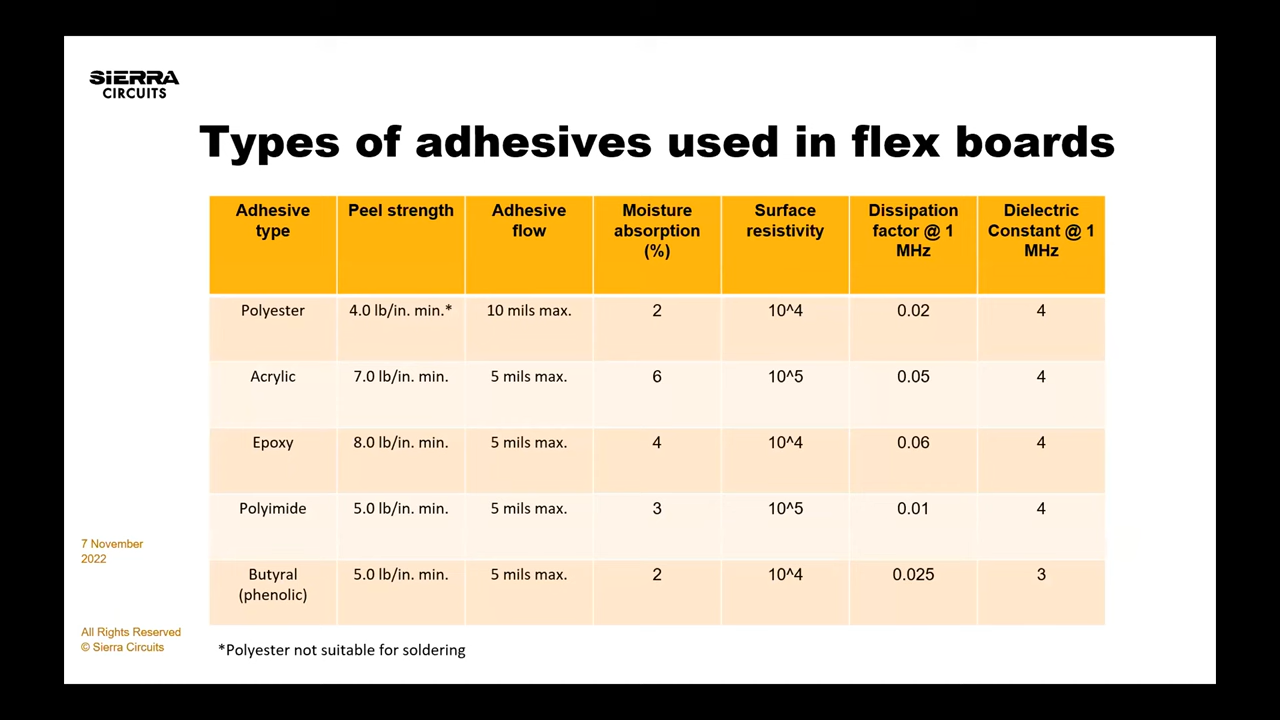 SIERRA
CIRCUITS
Types of adhesives used in flex boards
Adhesive type Peel strength Adhesive flow Moisture absorption (%) Surface resistivity Dissipation factor @ 1 MHz Dielectric Constant @ 1 MHz
Polyester 4.0 lb/in. min.* 10 mils max. 2 10^4 0.02 4
Acrylic 7.0 lb/in. min. 5 mils max. 6 10^5 0.05 4
Epoxy 8.0 lb/in. min. 5 mils max. 4 10^4 0.06 4
Polyimide 5.0 lb/in. min. 5 mils max. 3 10^5 0.01 4
Butyral (phenolic) 5.0 lb/in. min. 5 mils max. 2 10^4 0.025 3
7 November
2022
All Rights Reserved
© Sierra Circuits
*Polyester not suitable for soldering